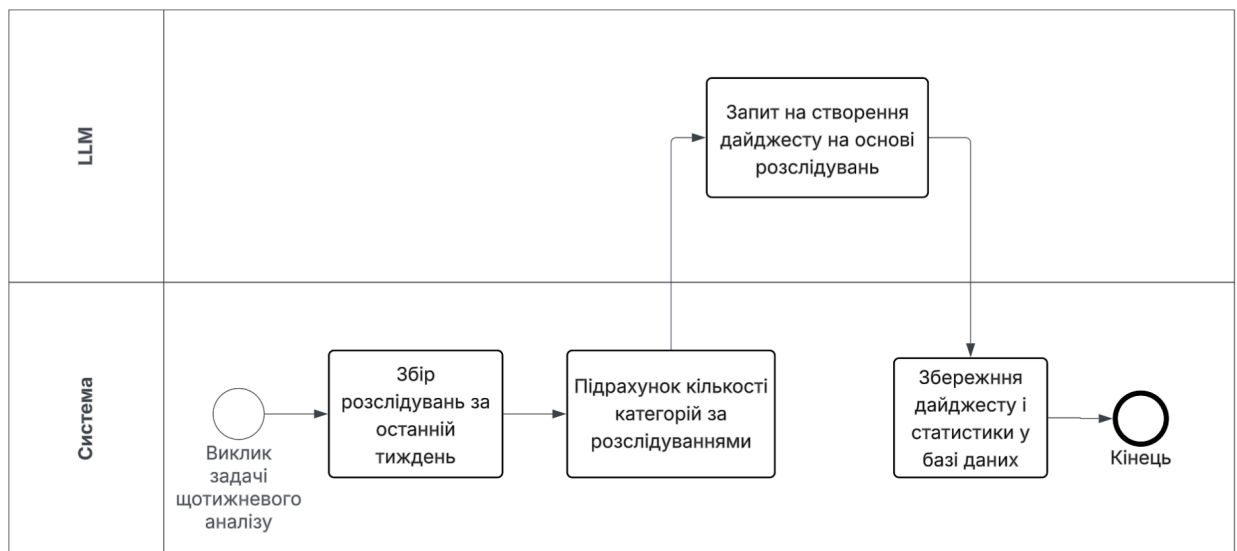 LLM
Запит на створення
дайджесту на основі
розслідувань
Система
Виклик
задачі
щотижневого
аналізу
Збір
розслідувань за
останній
тиждень
Підрахунок кількості
категорій за
розслідуваннями
Збережння
дайджесту і
статистики у
базі даних
Кінець